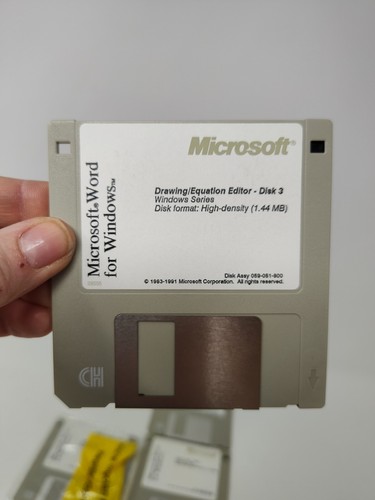 Microsoft®
Microsoft® Word
for Windows™
Drawing/Equation Editor - Disk 3
Windows Series
Disk format: High-density (1.44 MB)
Disk Assy 059-051-900
© 1983-1991 Microsoft Corporation. All rights reserved.